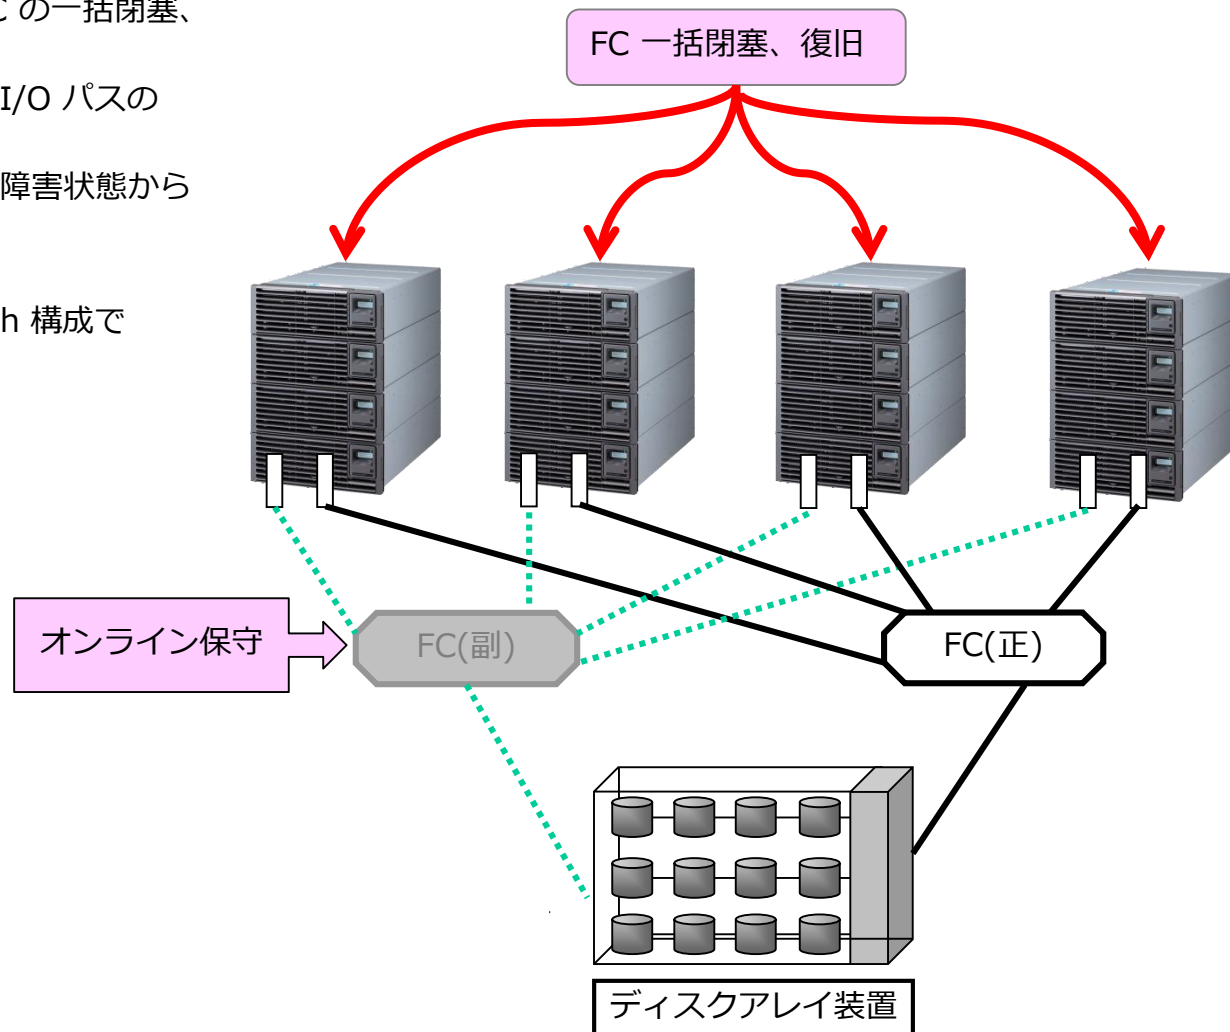 C の一括閉塞、
FC 一括閉塞、復旧
I/O パスの
障害状態から
h 構成で
オンライン保守
FC(副)
FC(正)
ディスクアレイ装置